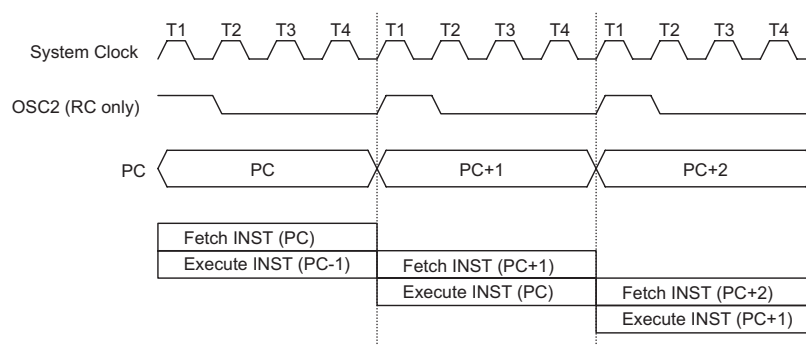 T1 T2 T3 T4 T1 T2 T3 T4 T1 T2 T3 T4
System Clock
OSC2 (RC only)
PC PC PC+1 PC+2
Fetch INST (PC)
Execute INST (PC-1) Fetch INST (PC+1)
Execute INST (PC) Fetch INST (PC+2)
Execute INST (PC+1)